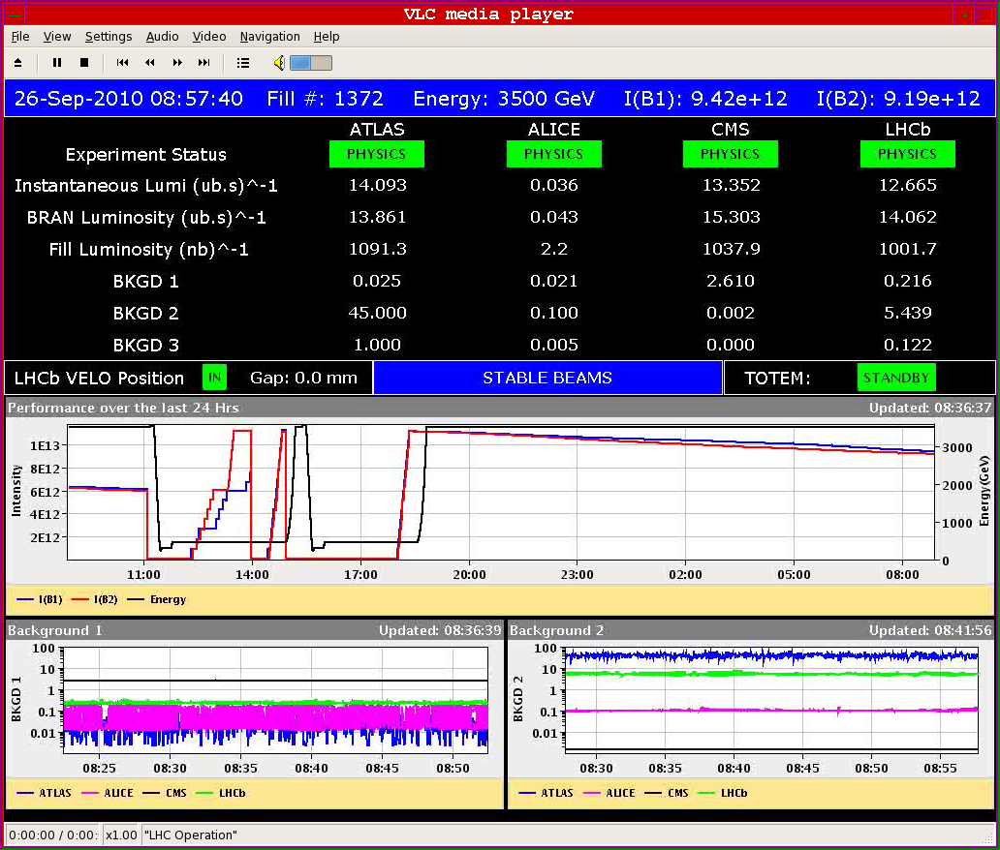 VLC media player
File View Settings Audio Video Navigation Help
26-Sep-2010 08:57:40 Fill #: 1372 Energy: 3500 GeV I(B1): 9.42e+12 I(B2): 9.19e+12
ATLAS ALICE CMS LHCb
Experiment Status PHYSICS PHYSICS PHYSICS PHYSICS
Instantaneous Lumi (ub.s)^-1 14.093 0.036 13.352 12.665
BRAN Luminosity (ub.s)^-1 13.861 0.043 15.303 14.062
Fill Luminosity (nb)^-1 1091.3 2.2 1037.9 1001.7
BKGD 1 0.025 0.021 2.610 0.216
BKGD 2 45.000 0.100 0.002 5.439
BKGD 3 1.000 0.005 0.000 0.122
LHCb VELO Position IN Gap: 0.0 mm STABLE BEAMS TOTEM: STANDBY
Performance over the last 24 Hrs Updated: 08:36:37
Intensity
1E13
8E12
6E12
4E12
2E12
3000
2000
1000
0
Energy(GeV)
11:00 14:00 17:00 20:00 23:00 02:00 05:00 08:00
I(B1) I(B2) Energy
Background 1 Updated: 08:36:39
BKGD 1
100
10
1
0.1
0.01
08:25 08:30 08:35 08:40 08:45 08:50
ATLAS ALICE CMS LHCb
Background 2 Updated: 08:41:56
BKGD 2
100
10
1
0.1
0.01
08:30 08:35 08:40 08:45 08:50 08:55
ATLAS ALICE CMS LHCb
0:00:00 / 0:00: x1.00 "LHC Operation"